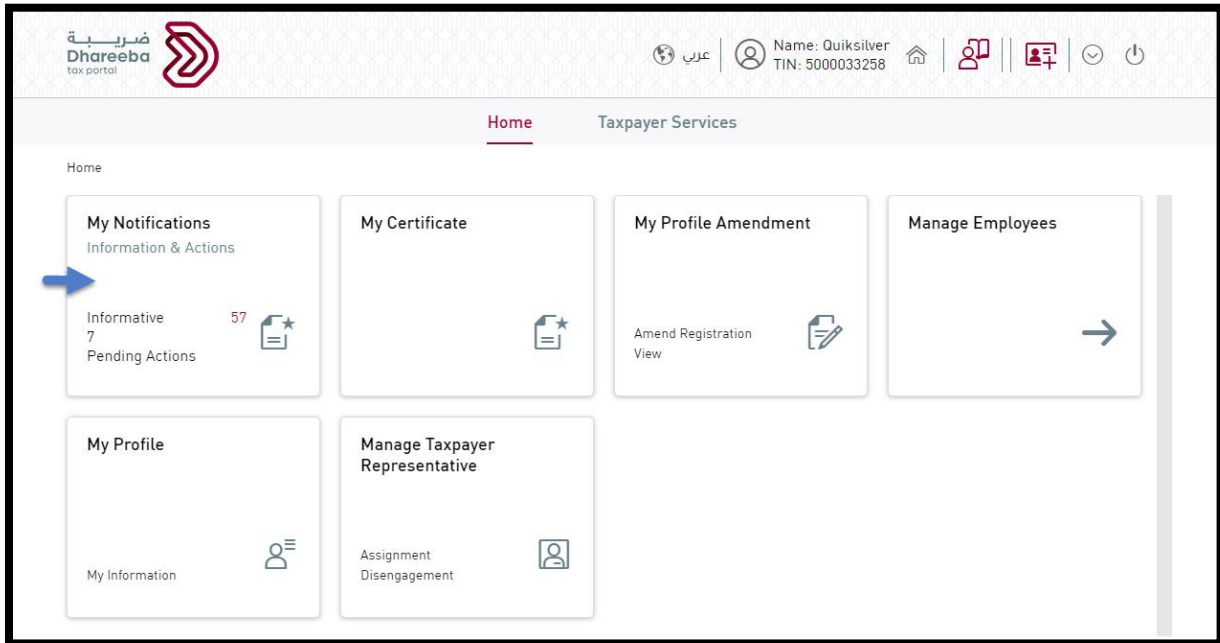 ضريـــبـــة
Dhareeba
tax portal
عربي
Name: Quiksilver
TIN: 5000033258
Home
Taxpayer Services
Home
My Notifications
Information & Actions
Informative 57
7
Pending Actions
My Certificate
My Profile Amendment
Amend Registration
View
Manage Employees
My Profile
My Information
Manage Taxpayer
Representative
Assignment
Disengagement